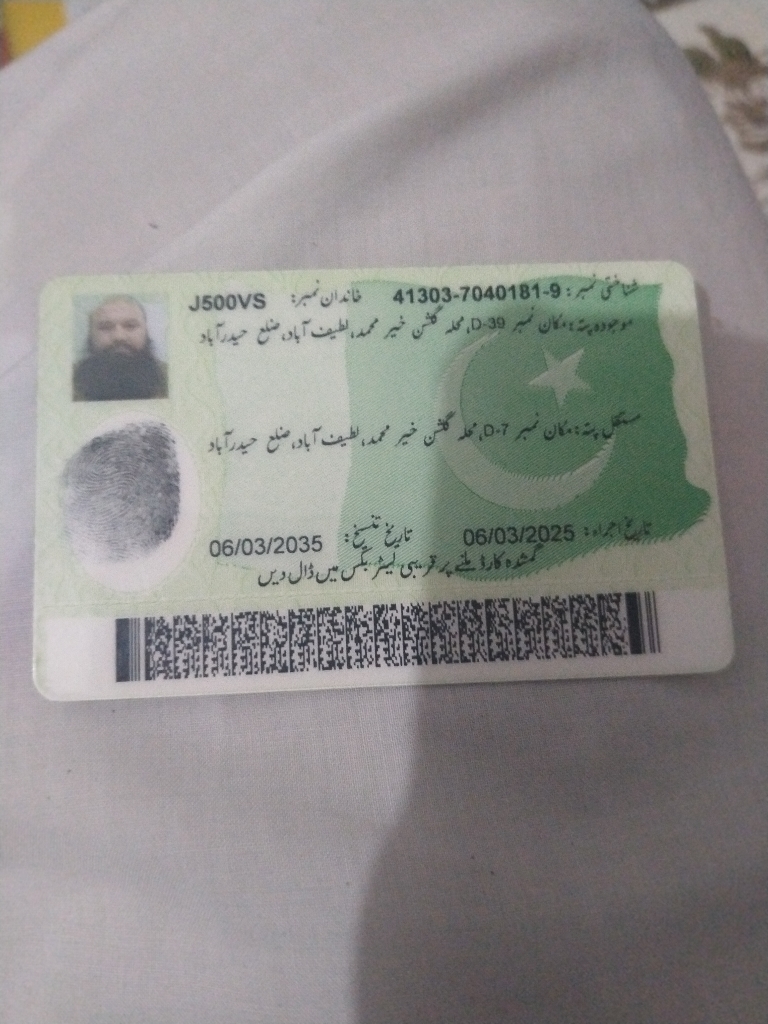 شناختی نمبر: 41303-7040181-9 خاندان نمبر: J500VS
موجودہ پتہ: مکان نمبر D-39، محلہ گلشن خیر محمد، لطیف آباد، ضلع حیدرآباد
مستقل پتہ: مکان نمبر D-7، محلہ گلشن خیر محمد، لطیف آباد، ضلع حیدرآباد
تاریخ اجراء: 06/03/2025 تاریخ تنسیخ: 06/03/2035
گمشدہ کارڈ ملنے پر قریبی لیٹر بکس میں ڈال دیں